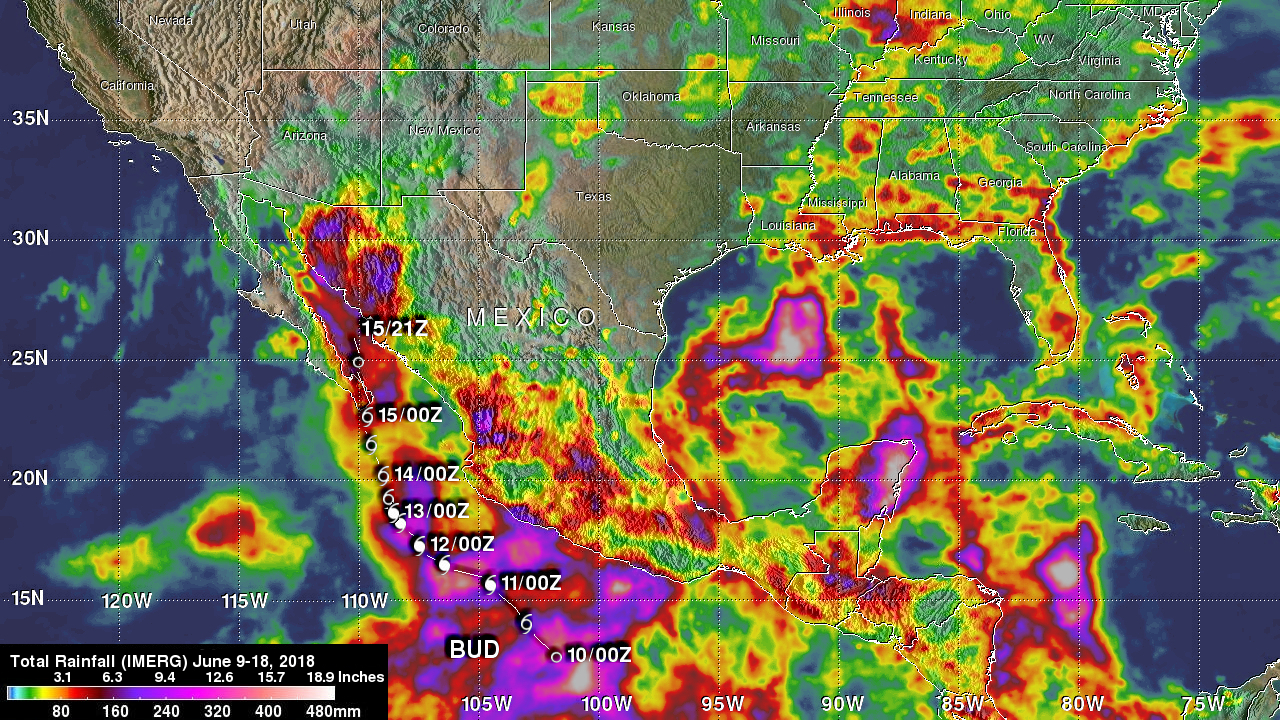 Nevada
Utah
Colorado
Kansas
Missouri
Illinois
Indiana
Ohio
WV
MD
Kentucky
Virginia
California
Oklahoma
Tennessee
North Carolina
35N
Arizona
New Mexico
Arkansas
South Carolina
Texas
Mississippi
Alabama
Georgia
Louisiana
Florida
30N
MEXICO
15/21Z
25N
15/00Z
20N
14/00Z
13/00Z
12/00Z
11/00Z
15N
120W
115W
110W
BUD
10/00Z
105W
100W
95W
90W
85W
80W
75W
Total Rainfall (IMERG) June 9-18, 2018
3.1 6.3 9.4 12.6 15.7 18.9 Inches
80 160 240 320 400 480mm